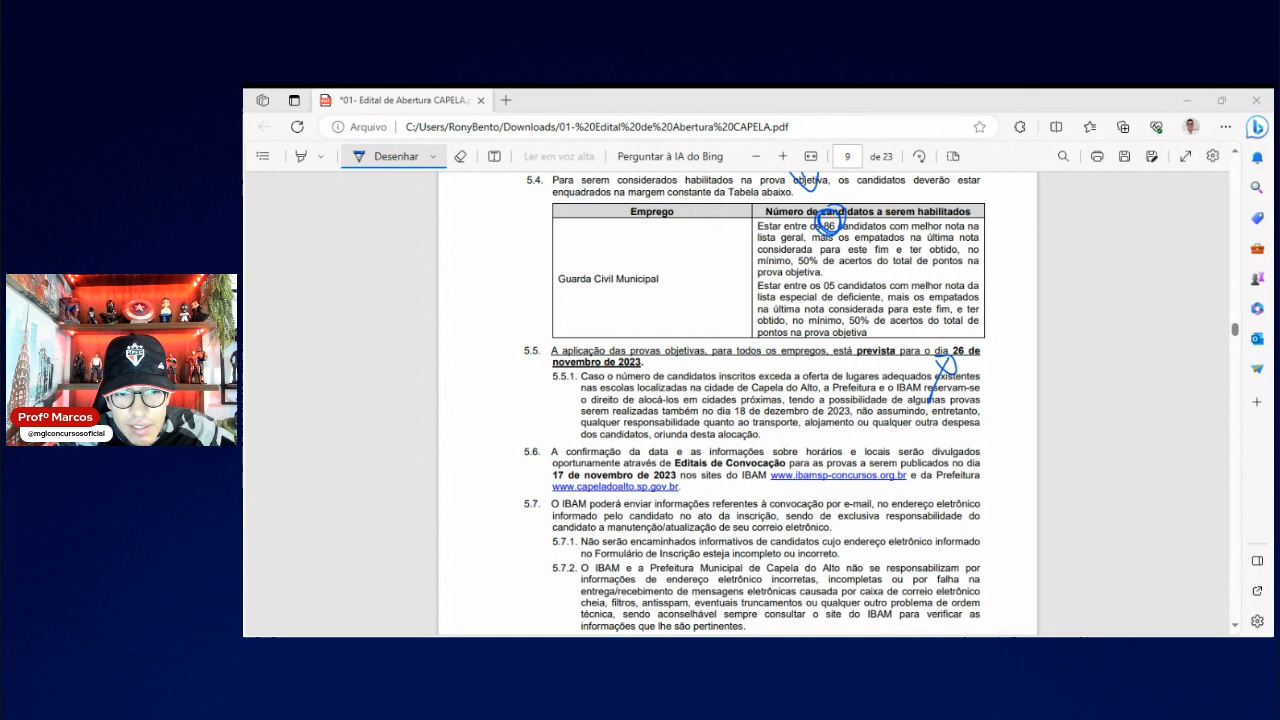 *01- Edital de Abertura CAPELA.p
Arquivo
C:/Users/RonyBento/Downloads/01-%20Edital%20de%20Abertura%20CAPELA.pdf
Desenhar
Ler em voz alta
Perguntar à IA do Bing
9 de 23
5.4. Para serem considerados habilitados na prova objetiva, os candidatos deverão estar
enquadrados na margem constante da Tabela abaixo.
Emprego
Número de candidatos a serem habilitados
Guarda Civil Municipal
Estar entre os 86 candidatos com melhor nota na
lista geral, mais os empatados na última nota
considerada para este fim e ter obtido, no
mínimo, 50% de acertos do total de pontos na
prova objetiva.
Estar entre os 05 candidatos com melhor nota da
lista especial de deficiente, mais os empatados
na última nota considerada para este fim, e ter
obtido, no mínimo, 50% de acertos do total de
pontos na prova objetiva
5.5. A aplicação das provas objetivas, para todos os empregos, está prevista para o dia 26 de
novembro de 2023.
5.5.1. Caso o número de candidatos inscritos exceda a oferta de lugares adequados existentes
nas escolas localizadas na cidade de Capela do Alto, a Prefeitura e o IBAM reservam-se
o direito de alocá-los em cidades próximas, tendo a possibilidade de algumas provas
serem realizadas também no dia 18 de dezembro de 2023, não assumindo, entretanto,
qualquer responsabilidade quanto ao transporte, alojamento ou qualquer outra despesa
dos candidatos, oriunda desta alocação.
5.6. A confirmação da data e as informações sobre horários e locais serão divulgados
oportunamente através de Editais de Convocação para as provas a serem publicados no dia
17 de novembro de 2023 nos sites do IBAM www.ibamsp-concursos.org.br e da Prefeitura
www.capeladoalto.sp.gov.br.
5.7. O IBAM poderá enviar informações referentes à convocação por e-mail, no endereço eletrônico
informado pelo candidato no ato da inscrição, sendo de exclusiva responsabilidade do
candidato a manutenção/atualização de seu correio eletrônico.
5.7.1. Não serão encaminhados informativos de candidatos cujo endereço eletrônico informado
no Formulário de Inscrição esteja incompleto ou incorreto.
5.7.2. O IBAM e a Prefeitura Municipal de Capela do Alto não se responsabilizam por
informações de endereço eletrônico incorretas, incompletas ou por falha na
entrega/recebimento de mensagens eletrônicas causada por caixa de correio eletrônico
cheia, filtros, antisspam, eventuais truncamentos ou qualquer outro problema de ordem
técnica, sendo aconselhável sempre consultar o site do IBAM para verificar as
informações que lhe são pertinentes.
Profº Marcos
@mglconcursosoficial